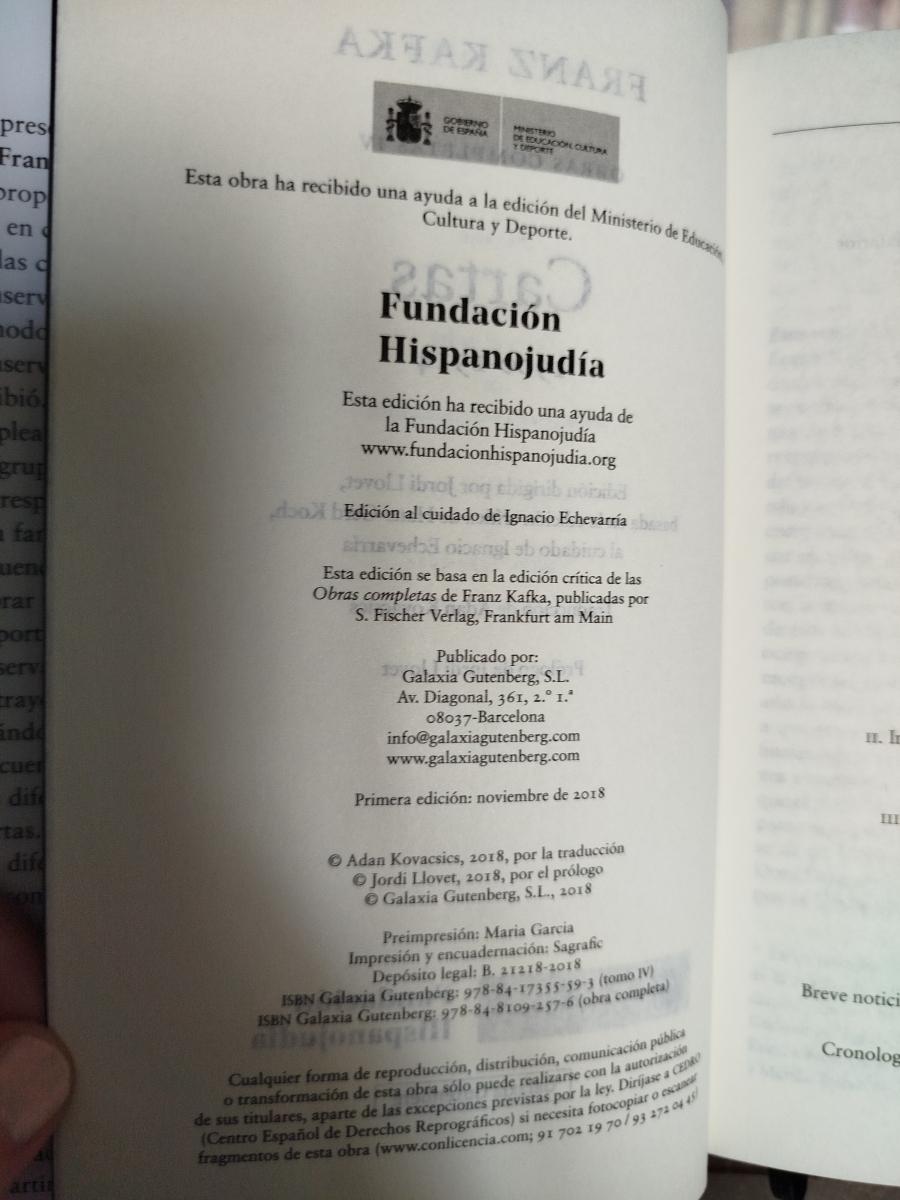 GOBIERNO
DE ESPAÑA
MINISTERIO
DE EDUCACIÓN, CULTURA
Y DEPORTE
Esta obra ha recibido una ayuda a la edición del Ministerio de Educación,
Cultura y Deporte.
Fundación
Hispanojudía
Esta edición ha recibido una ayuda de
la Fundación Hispanojudía
www.fundacionhispanojudia.org
Edición al cuidado de Ignacio Echevarría
Esta edición se basa en la edición crítica de las
Obras completas de Franz Kafka, publicadas por
S. Fischer Verlag, Frankfurt am Main
Publicado por:
Galaxia Gutenberg, S.L.
Av. Diagonal, 361, 2.º 1.ª
08037-Barcelona
info@galaxiagutenberg.com
www.galaxiagutenberg.com
Primera edición: noviembre de 2018
© Adan Kovacsics, 2018, por la traducción
© Jordi Llovet, 2018, por el prólogo
© Galaxia Gutenberg, S.L., 2018
Preimpresión: Maria Garcia
Impresión y encuadernación: Sagrafic
Depósito legal: B. 21218-2018
ISBN Galaxia Gutenberg: 978-84-17355-59-3 (tomo IV)
ISBN Galaxia Gutenberg: 978-84-8109-257-6 (obra completa)
Cualquier forma de reproducción, distribución, comunicación pública
o transformación de esta obra sólo puede realizarse con la autorización
de sus titulares, aparte de las excepciones previstas por la ley. Diríjase a CEDRO
(Centro Español de Derechos Reprográficos) si necesita fotocopiar o escanear
fragmentos de esta obra (www.conlicencia.com; 91 702 19 70 / 93 272 04 45)
II. I
III
Breve notici
Cronolog